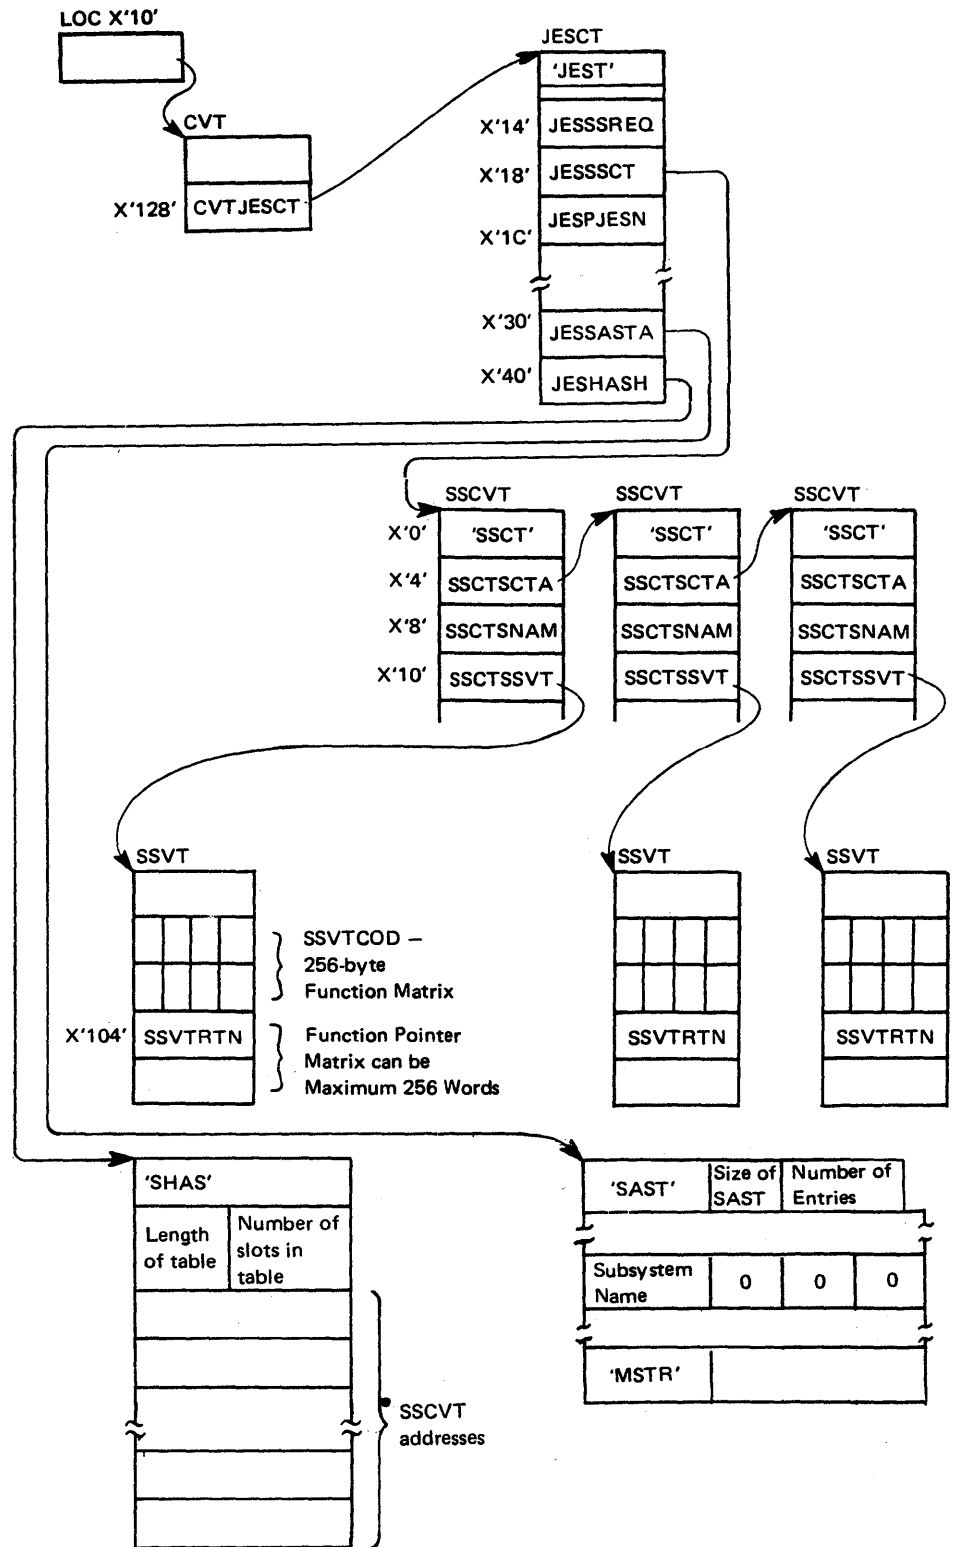 LOC X'10'
JESCT
'JEST'
CVT
X'14' JESSSREQ
X'18' JESSSCT
X'128' CVTJESCT
JESPJESN
X'1C'
X'30'
JESSASTA
X'40'
JESHASH
SSCVT SSCVT SSCVT
X'0' 'SSCT' 'SSCT' 'SSCT'
X'4' SSCTSCTA SSCTSCTA SSCTSCTA
X'8' SSCTSNAM SSCTSNAM SSCTSNAM
X'10' SSCTSSVT SSCTSSVT SSCTSSVT
SSVT SSVT SSVT
SSVTCOD –
256-byte
Function Matrix
X'104' SSVTRTN SSVTRTN SSVTRTN
Function Pointer
Matrix can be
Maximum 256 Words
'SHAS'
Length
of table
Number of
slots in
table
SSCVT
addresses
'SAST'
Size of
SAST
Number of
Entries
Subsystem
Name
0 0 0
'MSTR'